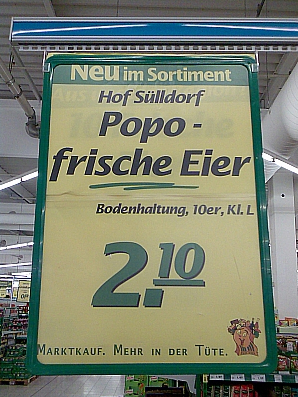 Neu im Sortiment
Hof Sülldorf
Popo-
frische Eier
Bodenhaltung, 10er, Kl. L
2.10
Marktkauf. Mehr in der Tüte.